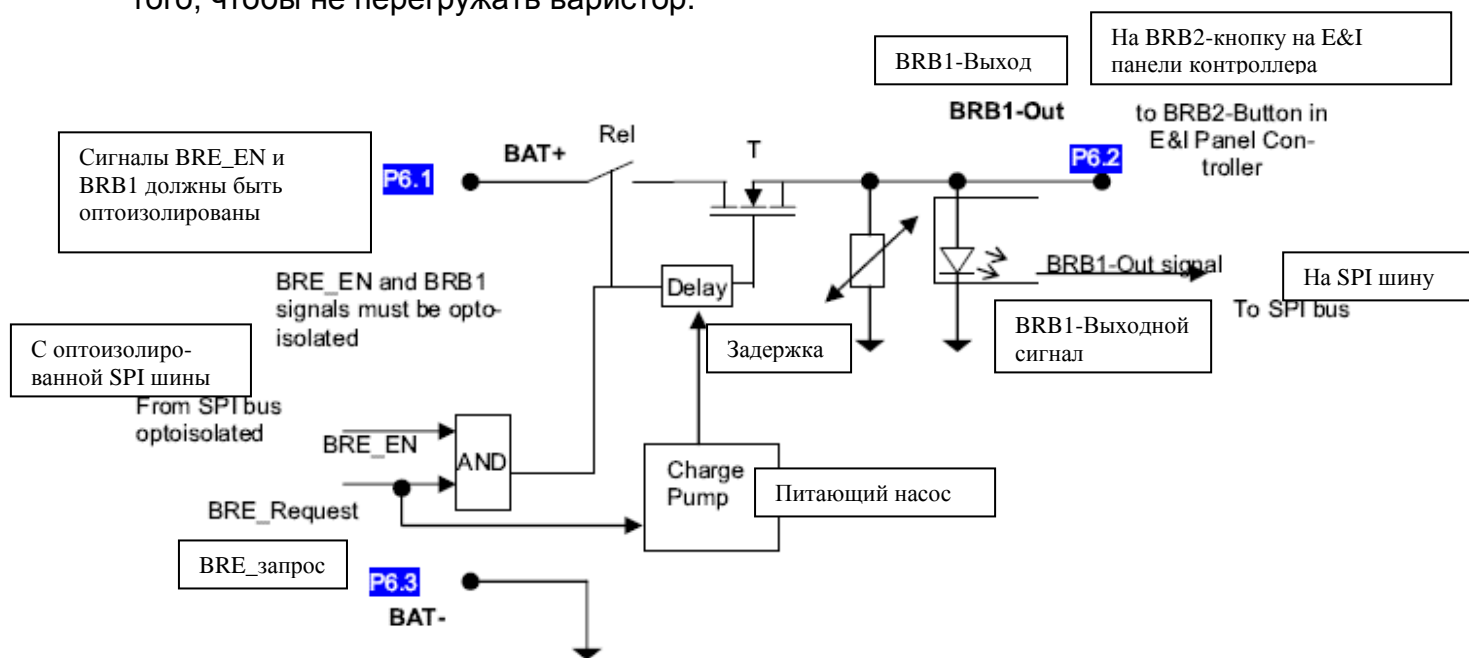 того, чтобы не перегружать варистор.
BRB1-Выход
На BRB2-кнопку на E&I
панели контроллера
BRB1-Out
to BRB2-Button in
E&I Panel Con-
troller
Сигналы BRE_EN и
BRB1 должны быть
оптоизолированы
P6.1
BAT+
Rel
T
P6.2
BRE_EN and BRB1
signals must be opto-
isolated
Delay
BRB1-Out signal
На SPI шину
To SPI bus
Задержка
BRB1-Выходной
сигнал
С оптоизолиро-
ванной SPI шины
From SPI bus
optoisolated
BRE_EN
AND
BRE_Request
Charge
Pump
Питающий насос
BRE_запрос
P6.3
BAT-